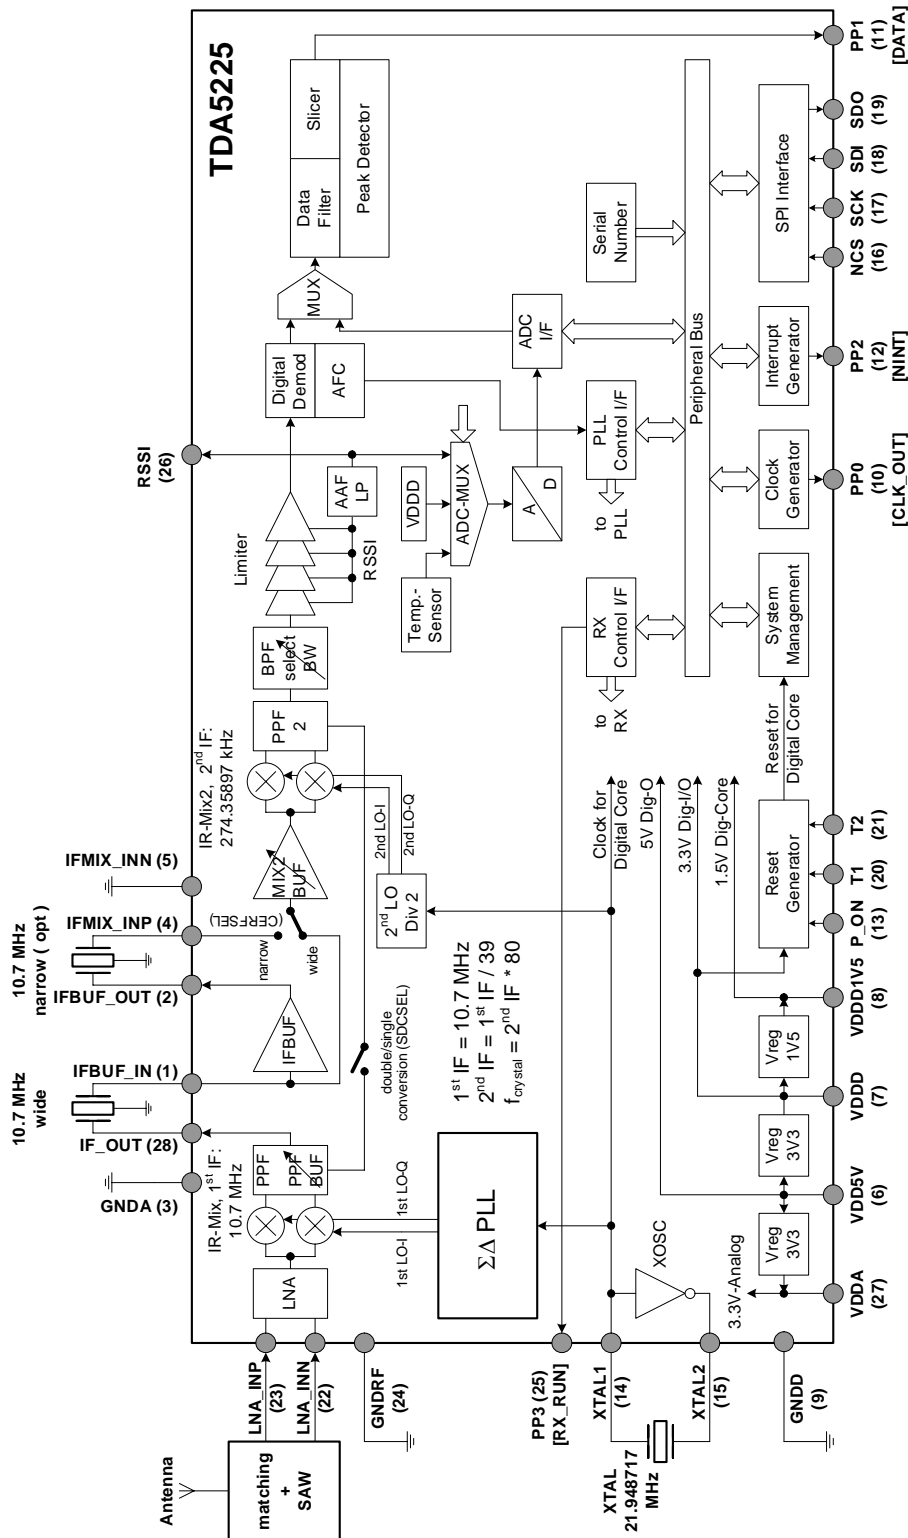 TDA5225
Antenna
matching
+
SAW
LNA_INP
(23)
LNA_INN
(22)
GNDRF
(24)
PP3 (25)
[RX_RUN]
XTAL1
(14)
XTAL
21.948717
MHz
XTAL2
(15)
GNDD
(9)
GNDA (3)
IF_OUT (28)
10.7 MHz
wide
IFBUF_IN (1)
IFBUF_OUT (2)
10.7 MHz
narrow ( opt )
IFMIX_INP (4)
IFMIX_INN (5)
RSSI
(26)
LNA
IR-Mix, 1st IF:
10.7 MHz
PPF
PPF
BUF
1st LO-I
1st LO-Q
ΣΔ PLL
IFBUF
double/single
conversion (SDCSEL)
narrow
(CERFSEL)
wide
MIX2
BUF
IR-Mix2, 2nd IF:
274.35897 kHz
PPF
2
BPF
select
BW
2nd LO-I
2nd LO-Q
2nd LO
Div 2
1st IF = 10.7 MHz
2nd IF = 1st IF / 39
fcrystal = 2nd IF * 80
Limiter
RSSI
AAF
LP
Digital
Demod
AFC
MUX
Data
Filter
Slicer
Peak Detector
Temp.-
Sensor
VDDD
ADC-MUX
A
D
ADC
I/F
XOSC
Clock for
Digital Core
5V Dig-O
3.3V Dig-I/O
1.5V Dig-Core
3.3V-Analog
to
RX
RX
Control I/F
to
PLL
PLL
Control I/F
Serial
Number
Peripheral Bus
Vreg
3V3
Vreg
3V3
Vreg
1V5
Reset
Generator
Reset for
Digital Core
System
Management
Clock
Generator
Interrupt
Generator
SPI Interface
VDDA
(27)
VDD5V
(6)
VDDD
(7)
VDDD1V5
(8)
P_ON
(13)
T1
(20)
T2
(21)
PP0
(10)
[CLK_OUT]
PP2
(12)
[NINT]
NCS
(16)
SCK
(17)
SDI
(18)
SDO
(19)
PP1
(11)
[DATA]